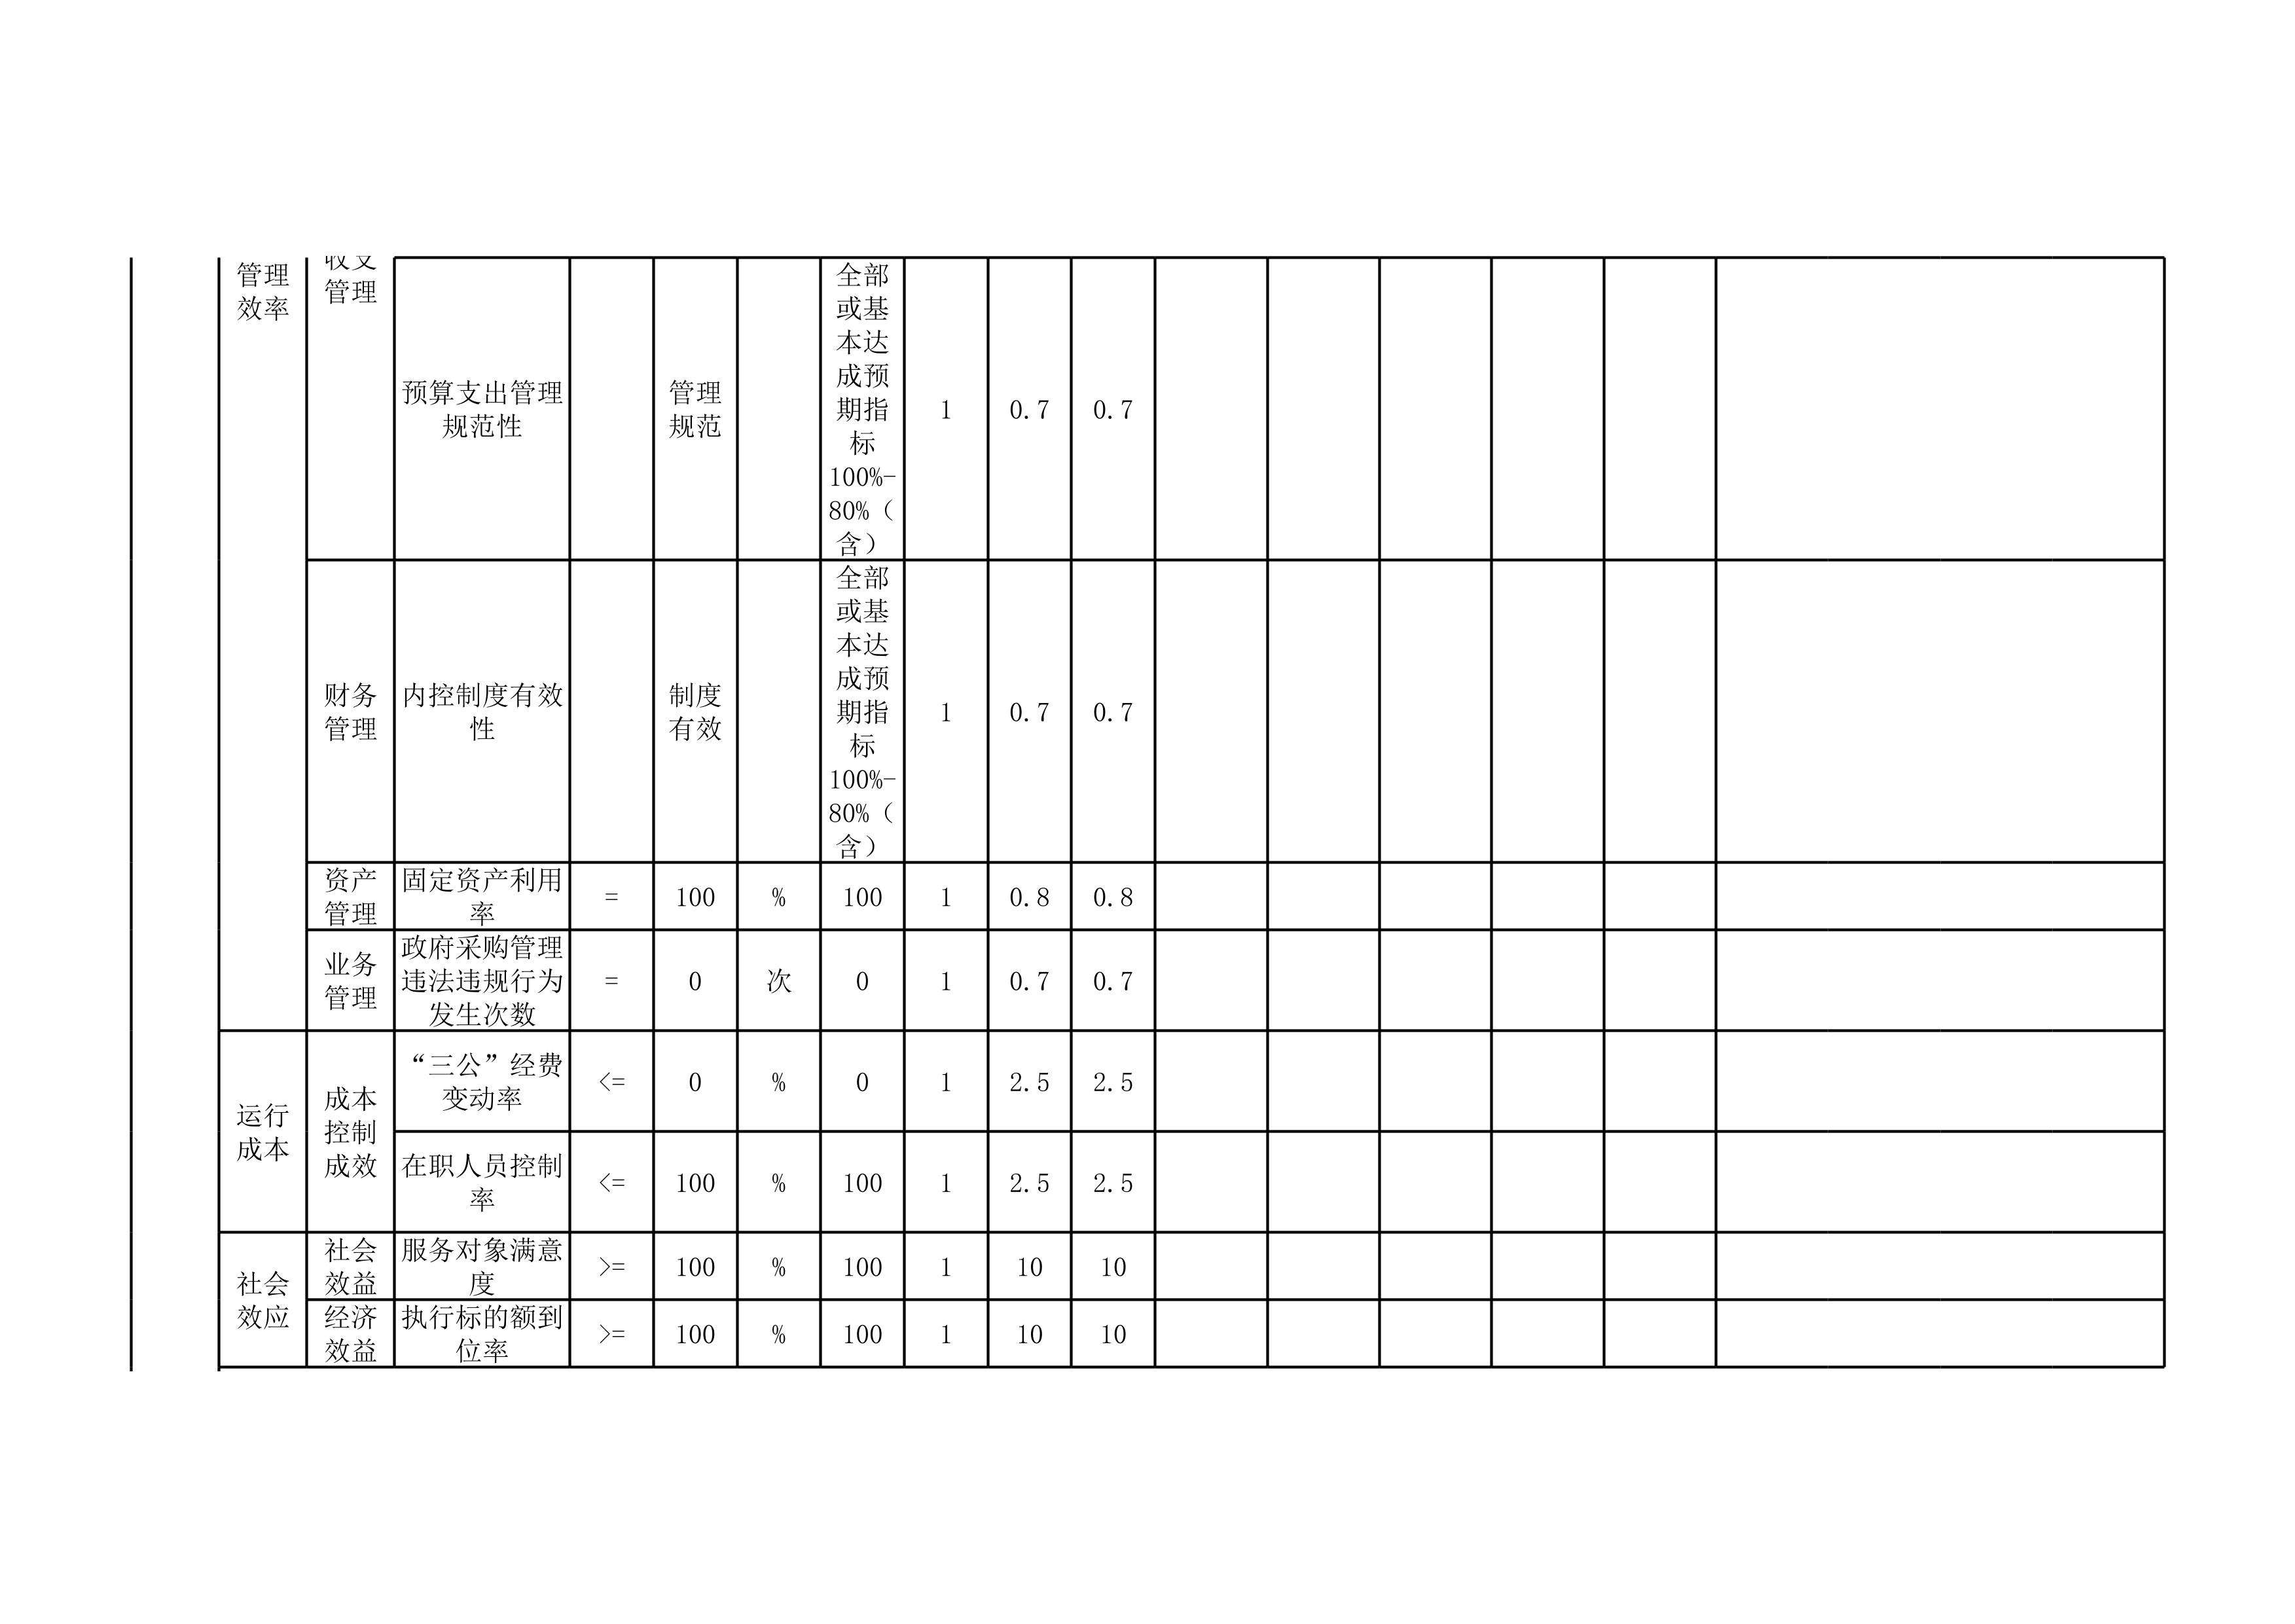 管理
效率
收支
管理
预算支出管理
规范性
管理
规范
全部
或基
本达
成预
期指
标
100%-
80%（
含）
1
0.7
0.7
财务
管理
内控制度有效
性
制度
有效
全部
或基
本达
成预
期指
标
100%-
80%（
含）
1
0.7
0.7
资产
管理
固定资产利用
率
=
100
%
100
1
0.8
0.8
业务
管理
政府采购管理
违法违规行为
发生次数
=
0
次
0
1
0.7
0.7
运行
成本
成本
控制
成效
“三公”经费
变动率
<=
0
%
0
1
2.5
2.5
在职人员控制
率
<=
100
%
100
1
2.5
2.5
社会
效应
社会
效益
服务对象满意
度
>=
100
%
100
1
10
10
经济
效益
执行标的额到
位率
>=
100
%
100
1
10
10